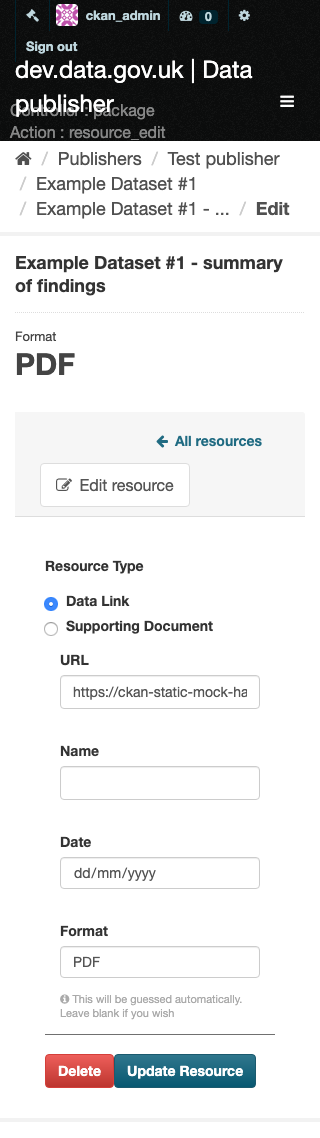 ckan_admin 0
Sign out
dev.data.gov.uk | Data
publisher
Controller : package
Action : resource_edit
/ Publishers / Test publisher
/ Example Dataset #1
/ Example Dataset #1 - ... / Edit
Example Dataset #1 - summary
of findings
Format
PDF
All resources
Edit resource
Resource Type
Data Link
Supporting Document
URL
https://ckan-static-mock-ha
Name
Date
dd/mm/yyyy
Format
PDF
This will be guessed automatically.
Leave blank if you wish
Delete Update Resource